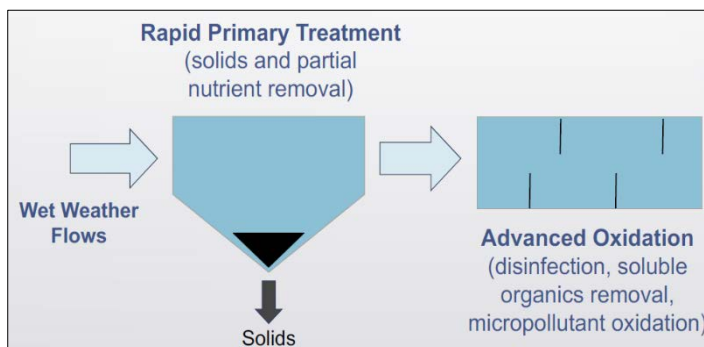 Rapid Primary Treatment
(solids and partial
nutrient removal)
Wet Weather
Flows
Solids
Advanced Oxidation
(disinfection, soluble
organics removal,
micropollutant oxidation)